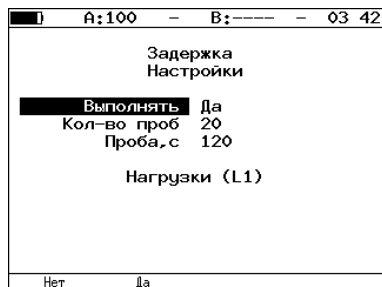 A:100 – B:---- – 03 42
Задержка
Настройки
Выполнять Да
Кол-во проб 20
Проба,с 120
Нагрузки (L1)
Нет Да